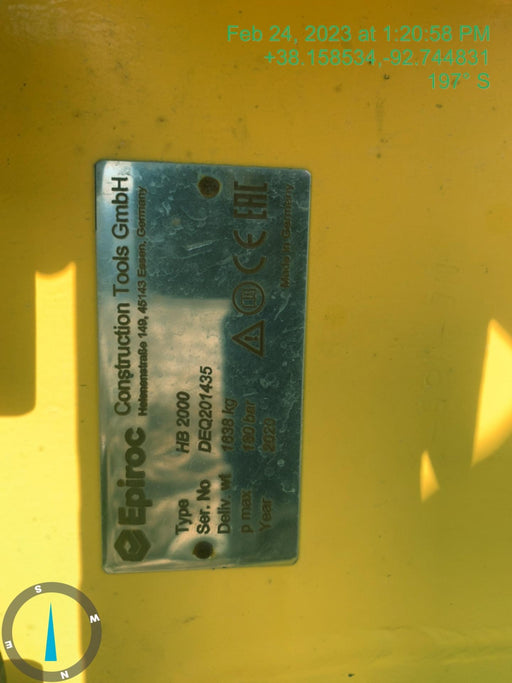 Feb 24, 2023 at 1:20:58 PM
+38.158534,-92.744831
197° S
Epiroc Construction Tools GmbH
Helenenstraße 149, 45143 Essen, Germany
Type HB 2000
Ser. No DEQ201435
Deliv. wt 1638 kg
p max 180 bar
Year 2020
CE EAC
Made in Germany
S
W
E
N